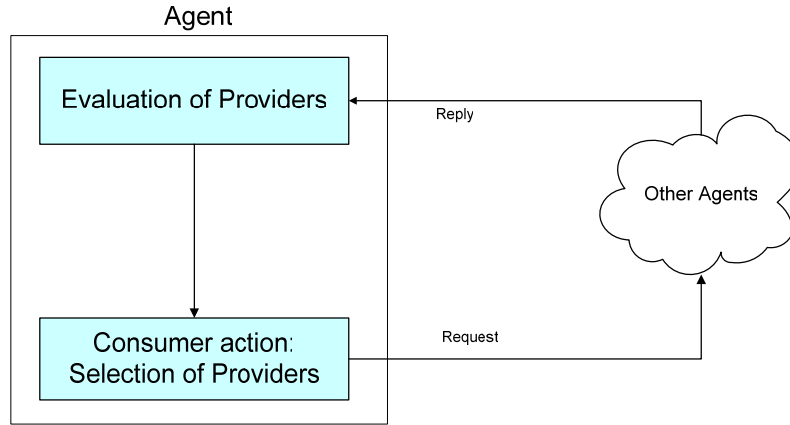 Agent
Evaluation of Providers
Reply
Other Agents
Request
Consumer action:
Selection of Providers